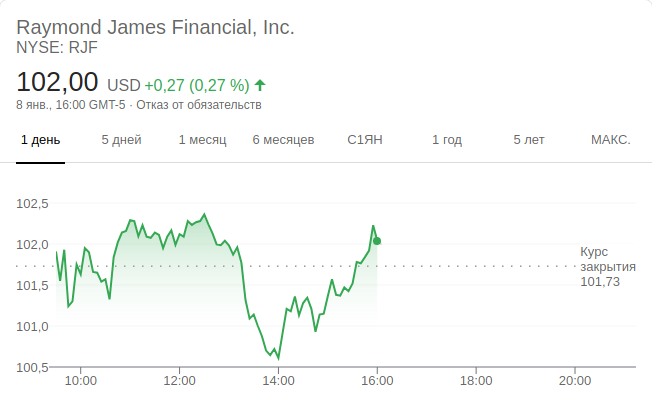 Raymond James Financial, Inc.
NYSE: RJF
102,00 USD +0,27 (0,27 %)
8 янв., 16:00 GMT-5 · Отказ от обязательств
1 день 5 дней 1 месяц 6 месяцев С1ЯН 1 год 5 лет МАКС.
102,5
102,0
101,5
101,0
100,5
Курс
закрытия
101,73
10:00 12:00 14:00 16:00 18:00 20:00